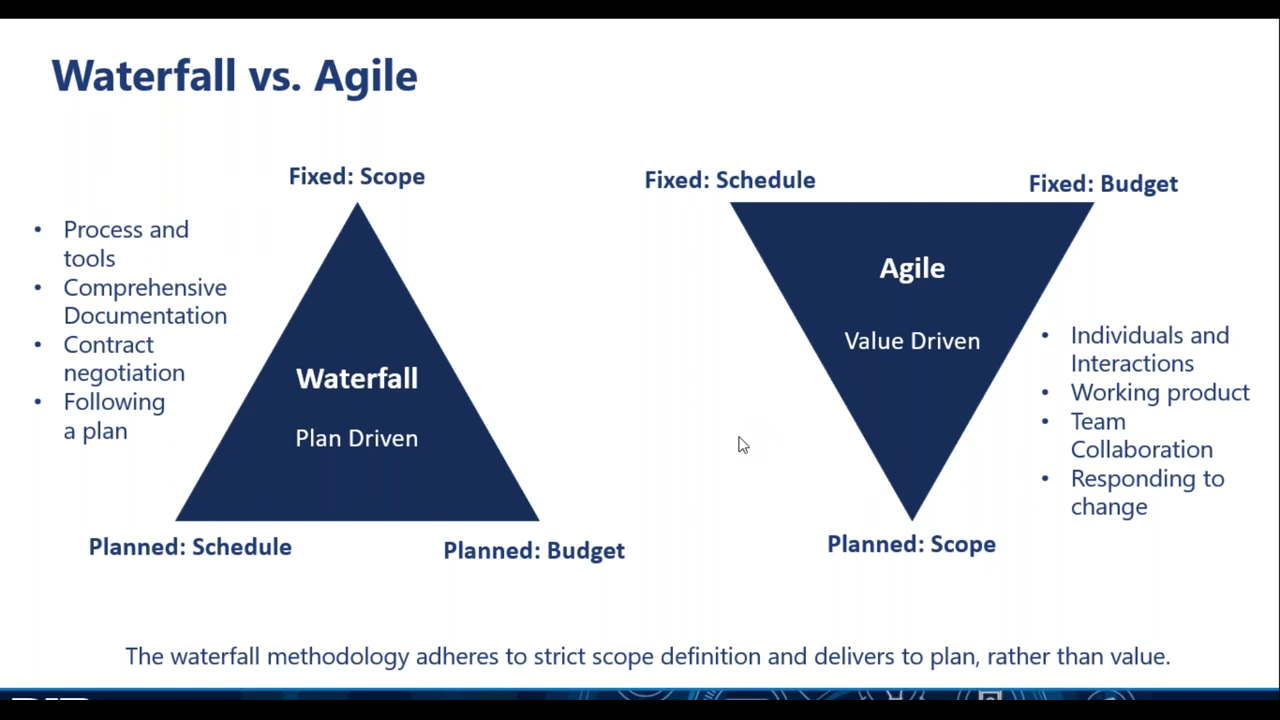 Waterfall vs. Agile
Fixed: Scope
• Process and
tools
• Comprehensive
Documentation
• Contract
negotiation
• Following
a plan
Waterfall
Plan Driven
Planned: Schedule
Planned: Budget
Fixed: Schedule
Fixed: Budget
Agile
Value Driven
• Individuals and
Interactions
• Working product
• Team
Collaboration
• Responding to
change
Planned: Scope
The waterfall methodology adheres to strict scope definition and delivers to plan, rather than value.